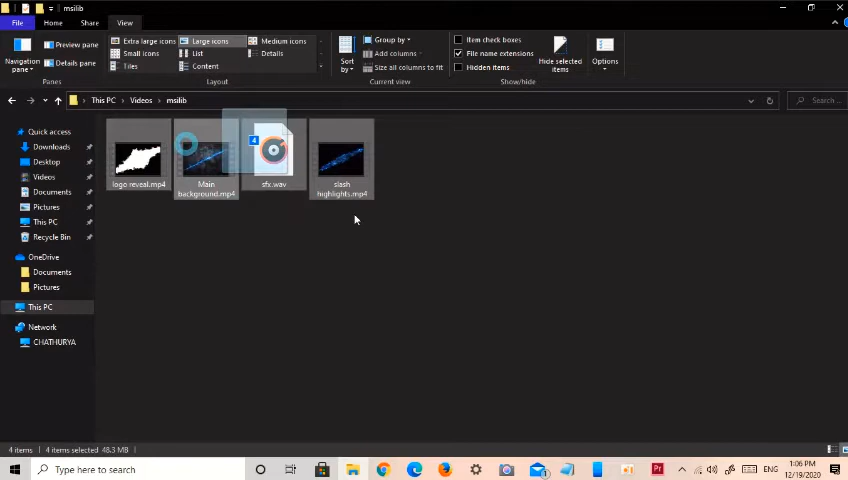 msilib
File Home Share View
Navigation pane
Preview pane
Details pane
Panes
Extra large icons Large icons Medium icons
Small icons List Details
Tiles Content
Layout
Sort by
Group by
Add columns
Size all columns to fit
Current view
Item check boxes
File name extensions
Hidden items
Hide selected items
Show/hide
Options
This PC Videos msilib
Search ...
Quick access
Downloads
Desktop
Videos
Documents
Pictures
This PC
Recycle Bin
OneDrive
Documents
Pictures
This PC
Network
CHATHURYA
logo reveal.mp4
Main background.mp4
4
sfx.wav
slash highlights.mp4
4 items 4 items selected 48.3 MB
Type here to search
1
Pr
ENG
1:06 PM
12/19/2020